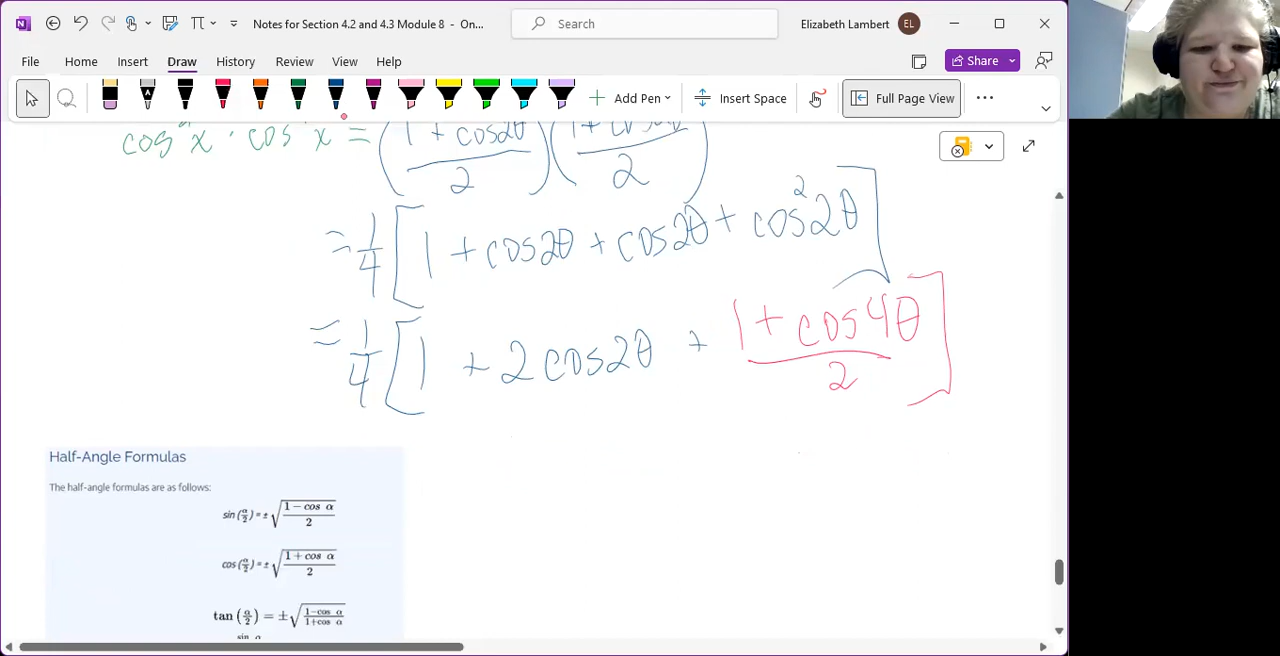 Notes for Section 4.2 and 4.3 Module 8 - On...
Search
Elizabeth Lambert
EL
File Home Insert Draw History Review View Help
Share
Add Pen
Insert Space
Full Page View
cos²x · cos²x = (1 + cos2θ / 2)(1 + cos2θ / 2)
= 1/4 [1 + cos2θ + cos2θ + cos²2θ]
= 1/4 [1 + 2cos2θ + 1 + cos4θ / 2]
Half-Angle Formulas
The half-angle formulas are as follows:
sin(α/2) = ±√(1 − cos α / 2)
cos(α/2) = ±√(1 + cos α / 2)
tan(α/2) = ±√(1−cos α / 1+cos α)
sin α